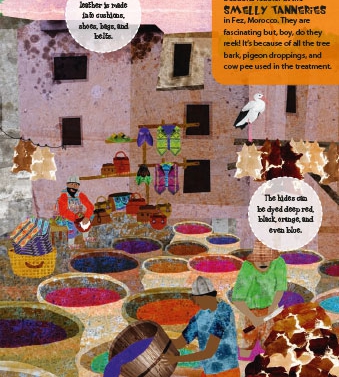 leather is made
into cushions,
shoes, bags, and
belts.
SMELLY TANNERIES
in Fez, Morocco. They are
fascinating but, boy, do they
reek! It's because of all the tree
bark, pigeon droppings, and
cow pee used in the treatment.
The hides can
be dyed deep red,
black, orange, and
even blue.